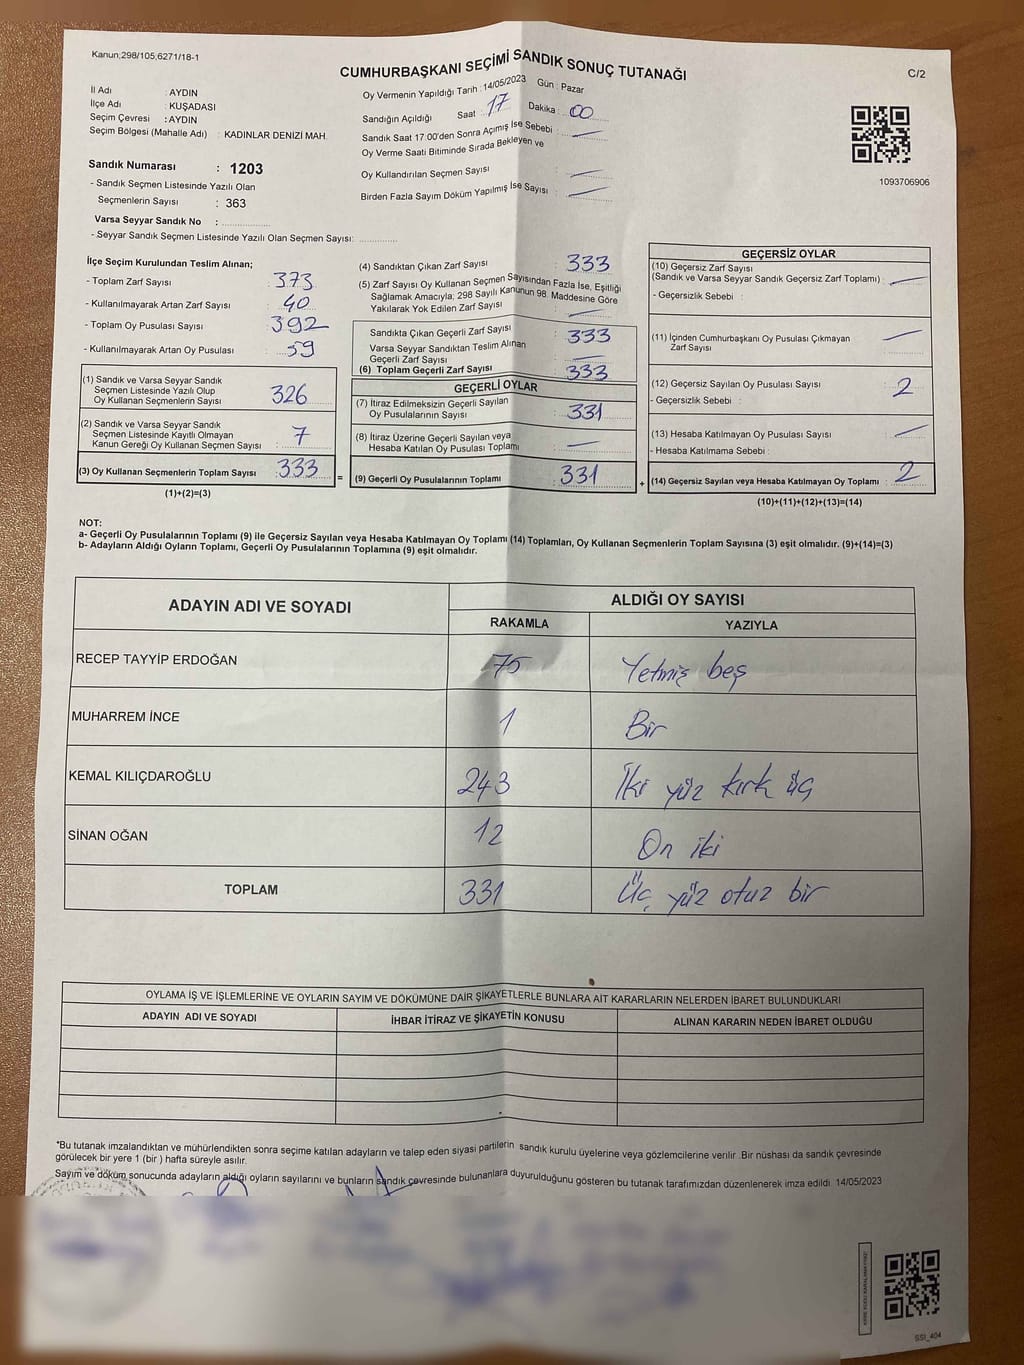 Kanun;298/105,6271/18-1
CUMHURBAŞKANI SEÇİMİ SANDIK SONUÇ TUTANAĞI
C/2
İl Adı : AYDIN
İlçe Adı : KUŞADASI
Seçim Çevresi : AYDIN
Seçim Bölgesi (Mahalle Adı) : KADINLAR DENİZİ MAH.
Sandık Numarası : 1203
- Sandık Seçmen Listesinde Yazılı Olan
Seçmenlerin Sayısı : 363
Varsa Seyyar Sandık No :
- Seyyar Sandık Seçmen Listesinde Yazılı Olan Seçmen Sayısı:
Oy Vermenin Yapıldığı Tarih : 14/05/2023 Gün : Pazar
Sandığın Açıldığı Saat : 17 Dakika : 00
Sandık Saat 17:00'den Sonra Açımış İse Sebebi : —
Oy Verme Saati Bitiminde Sırada Bekleyen ve
Oy Kullandırılan Seçmen Sayısı : —
Birden Fazla Sayım Döküm Yapılmış İse Sayısı : —
1093706906
İlçe Seçim Kurulundan Teslim Alınan;
- Toplam Zarf Sayısı : 373
- Kullanılmayarak Artan Zarf Sayısı : 40
- Toplam Oy Pusulası Sayısı : 392
- Kullanılmayarak Artan Oy Pusulası : 59
(1) Sandık ve Varsa Seyyar Sandık
Seçmen Listesinde Yazılı Olup
Oy Kullanan Seçmenlerin Sayısı : 326
(2) Sandık ve Varsa Seyyar Sandık
Seçmen Listesinde Kayıtlı Olmayan
Kanun Gereği Oy Kullanan Seçmen Sayısı : 7
(3) Oy Kullanan Seçmenlerin Toplam Sayısı : 333
(1)+(2)=(3)
(4) Sandıktan Çıkan Zarf Sayısı : 333
(5) Zarf Sayısı Oy Kullanan Seçmen Sayısından Fazla İse, Eşitliği
Sağlamak Amacıyla; 298 Sayılı Kanunun 98. Maddesine Göre
Yakılarak Yok Edilen Zarf Sayısı : —
Sandıkta Çıkan Geçerli Zarf Sayısı : 333
Varsa Seyyar Sandıktan Teslim Alınan
Geçerli Zarf Sayısı : —
(6) Toplam Geçerli Zarf Sayısı : 333
GEÇERLİ OYLAR
(7) İtiraz Edilmeksizin Geçerli Sayılan
Oy Pusulalarının Sayısı : 331
(8) İtiraz Üzerine Geçerli Sayılan veya
Hesaba Katılan Oy Pusulası Toplamı : —
= (9) Geçerli Oy Pusulalarının Toplamı : 331
GEÇERSİZ OYLAR
(10) Geçersiz Zarf Sayısı
(Sandık ve Varsa Seyyar Sandık Geçersiz Zarf Toplamı) : —
- Geçersizlik Sebebi :
(11) İçinden Cumhurbaşkanı Oy Pusulası Çıkmayan
Zarf Sayısı : —
(12) Geçersiz Sayılan Oy Pusulası Sayısı : 2
- Geçersizlik Sebebi :
(13) Hesaba Katılmayan Oy Pusulası Sayısı : —
- Hesaba Katılmama Sebebi :
+ (14) Geçersiz Sayılan veya Hesaba Katılmayan Oy Toplamı : 2
(10)+(11)+(12)+(13)=(14)
NOT:
a- Geçerli Oy Pusulalarının Toplamı (9) ile Geçersiz Sayılan veya Hesaba Katılmayan Oy Toplamı (14) Toplamları, Oy Kullanan Seçmenlerin Toplam Sayısına (3) eşit olmalıdır. (9)+(14)=(3)
b- Adayların Aldığı Oyların Toplamı, Geçerli Oy Pusulalarının Toplamına (9) eşit olmalıdır.
ADAYIN ADI VE SOYADI
ALDIĞI OY SAYISI
RAKAMLA YAZIYLA
RECEP TAYYİP ERDOĞAN 75 Yetmiş beş
MUHARREM İNCE 1 Bir
KEMAL KILIÇDAROĞLU 243 İki yüz kırk üç
SİNAN OĞAN 12 On iki
TOPLAM 331 Üç yüz otuz bir
OYLAMA İŞ VE İŞLEMLERİNE VE OYLARIN SAYIM VE DÖKÜMÜNE DAİR ŞİKAYETLERLE BUNLARA AİT KARARLARIN NELERDEN İBARET BULUNDUKLARI
ADAYIN ADI VE SOYADI İHBAR İTİRAZ VE ŞİKAYETİN KONUSU ALINAN KARARIN NEDEN İBARET OLDUĞU
*Bu tutanak imzalandıktan ve mühürlendikten sonra seçime katılan adayların ve talep eden siyasi partilerin sandık kurulu üyelerine veya gözlemcilerine verilir .Bir nüshası da sandık çevresinde
görülecek bir yere 1 (bir ) hafta süreyle asılır.
Sayım ve döküm sonucunda adayların aldığı oyların sayılarını ve bunların sandık çevresinde bulunanlara duyurulduğunu gösteren bu tutanak tarafımızdan düzenlenerek imza edildi. 14/05/2023
SSI_404